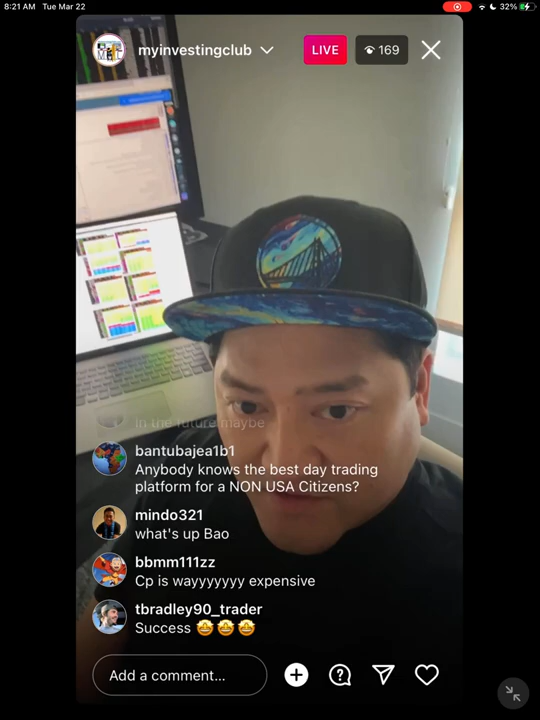 8:21 AM Tue Mar 22
32%
myinvestingclub
LIVE
169
In the future maybe
bantubajea1b1
Anybody knows the best day trading
platform for a NON USA Citizens?
mindo321
what's up Bao
bbmm111zz
Cp is wayyyyyyy expensive
tbradley90_trader
Success 🤩🤩🤩
Add a comment...